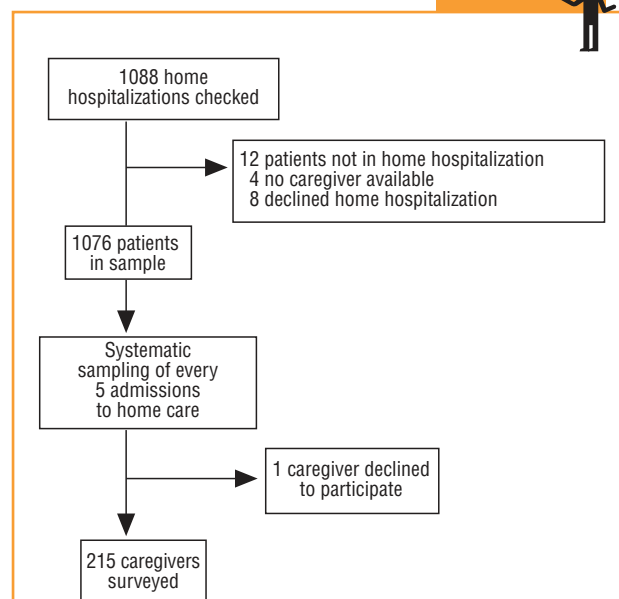 1088 home
hospitalizations checked
12 patients not in home hospitalization
4 no caregiver available
8 declined home hospitalization
1076 patients
in sample
Systematic
sampling of every
5 admissions
to home care
1 caregiver declined
to participate
215 caregivers
surveyed